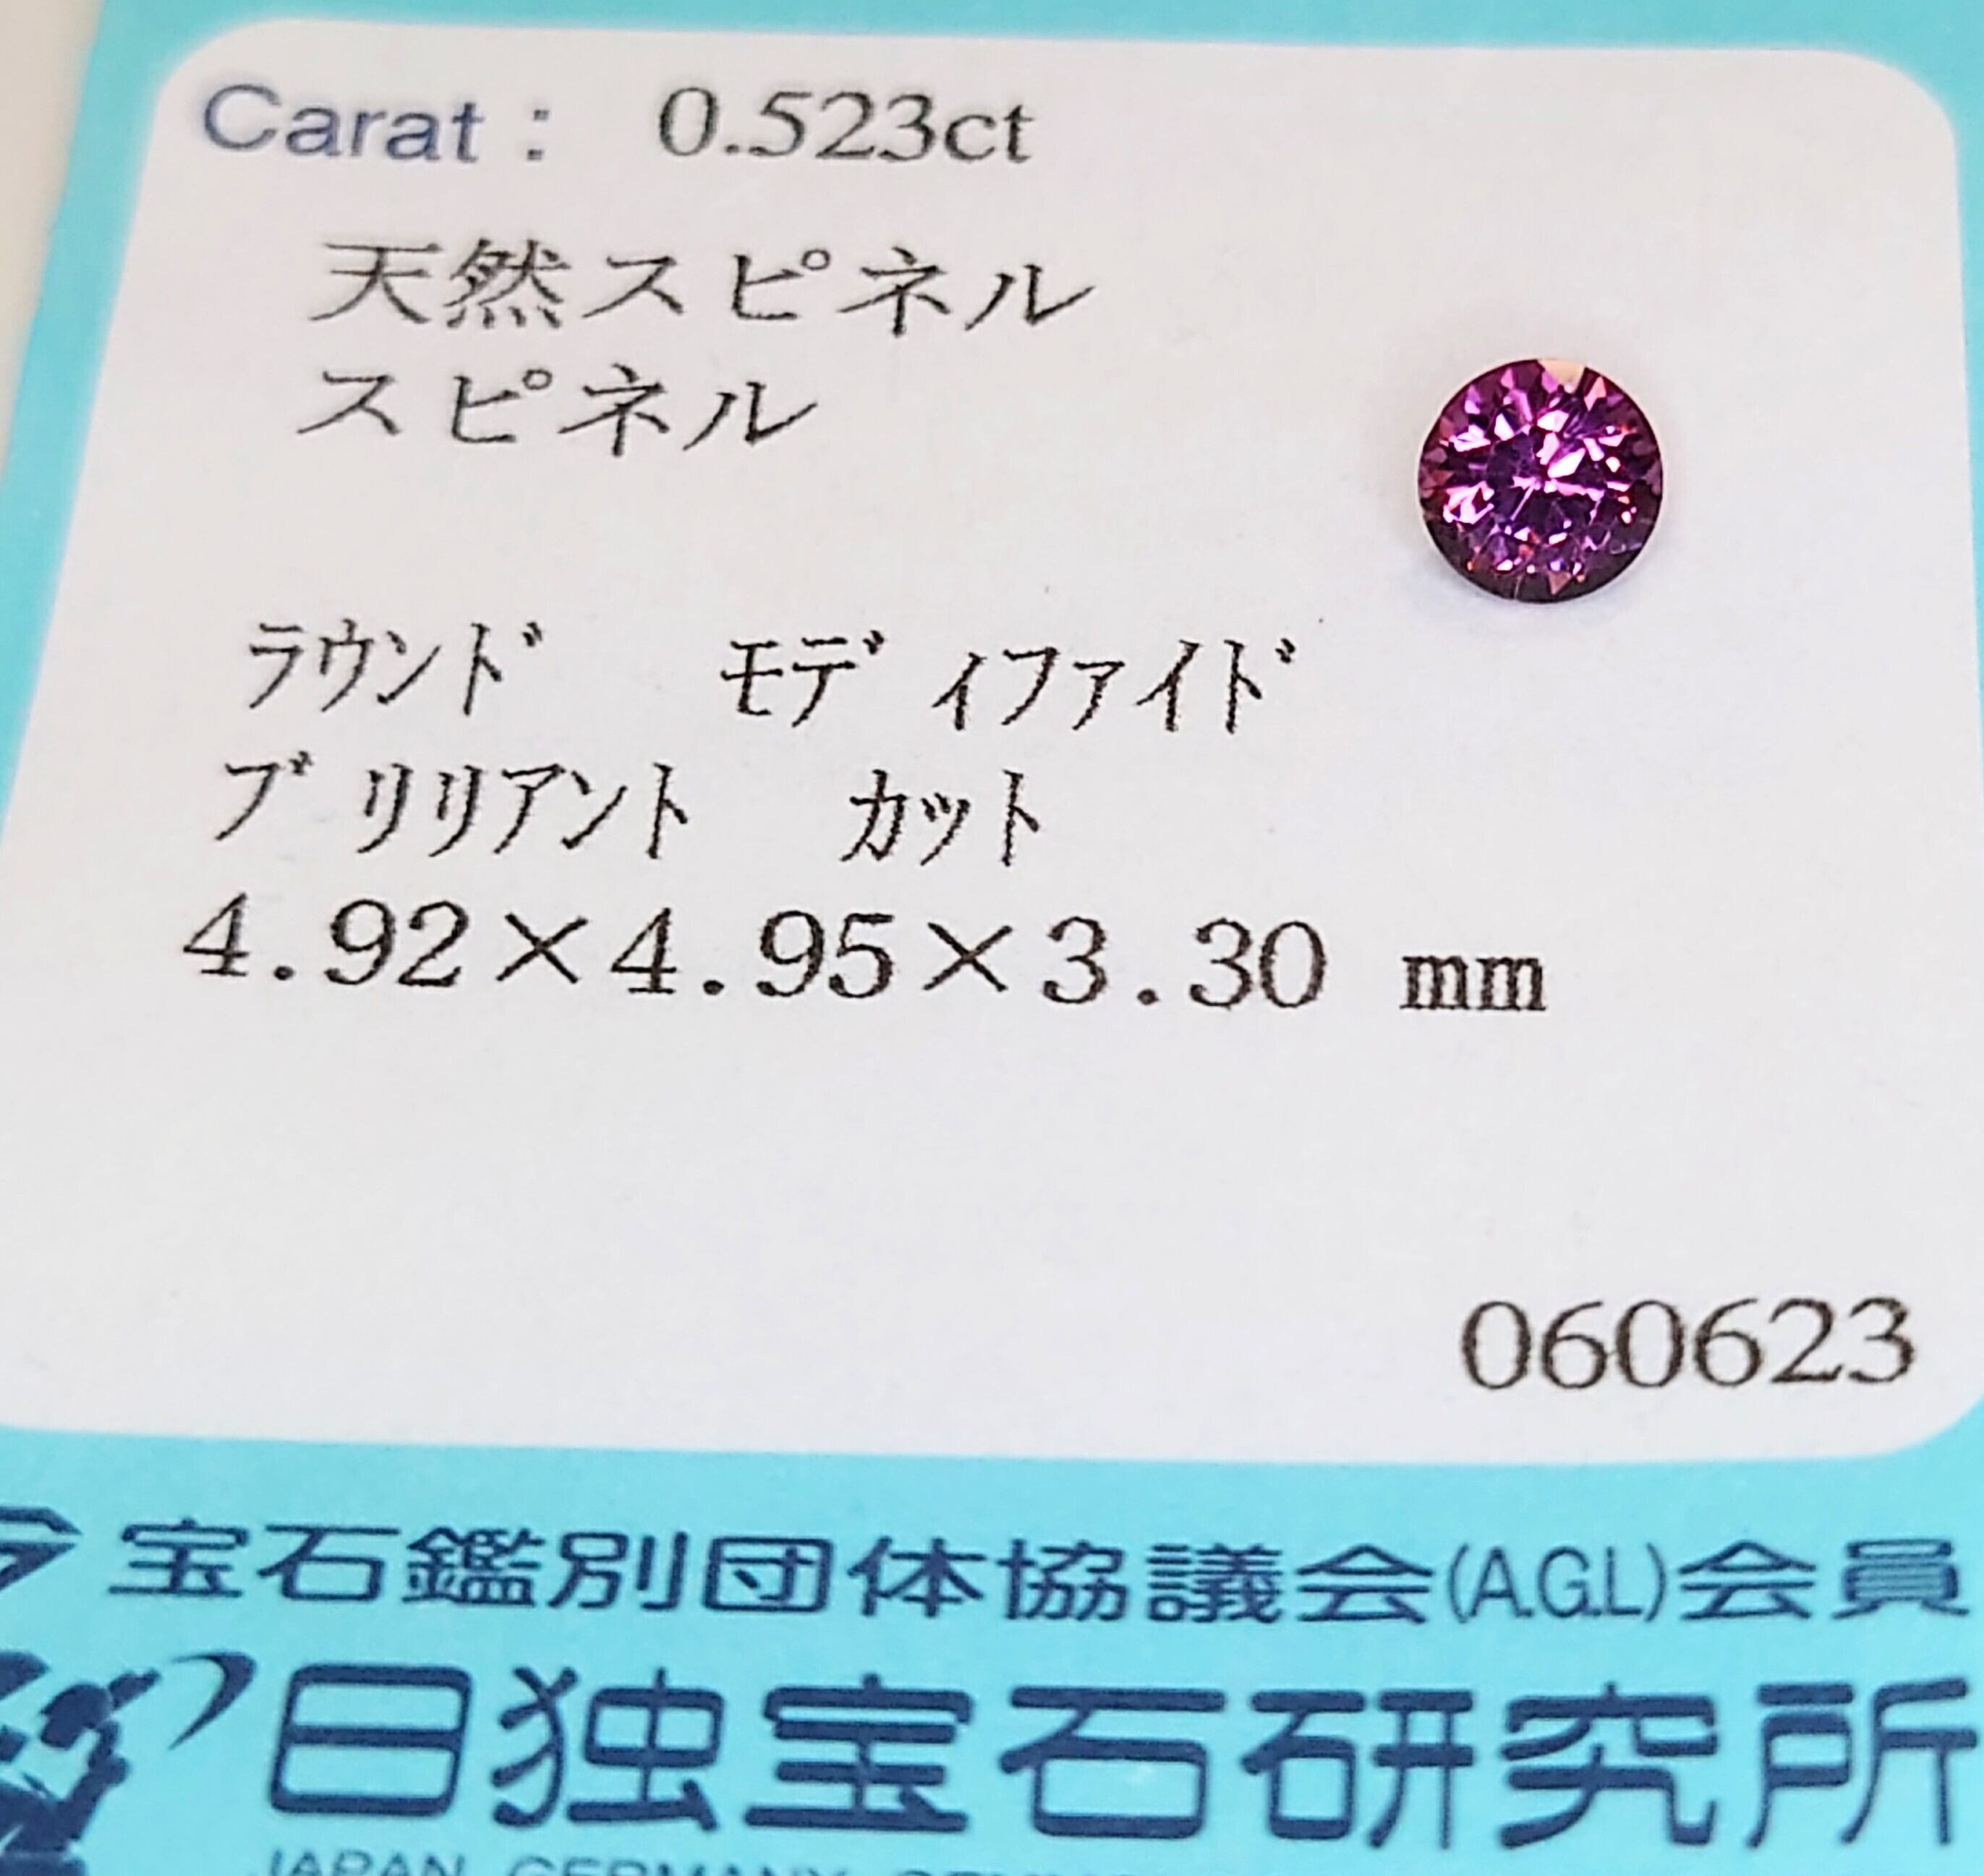 Carat : 0.523ct
天然スピネル
スピネル
ﾗｳﾝﾄﾞ ﾓﾃﾞｨﾌｧｲﾄﾞ
ﾌﾞﾘﾘｱﾝﾄ ｶｯﾄ
4.92×4.95×3.30 mm
060623
宝石鑑別団体協議会(A.G.L)会員
日独宝石研究所
JAPAN GERMANY